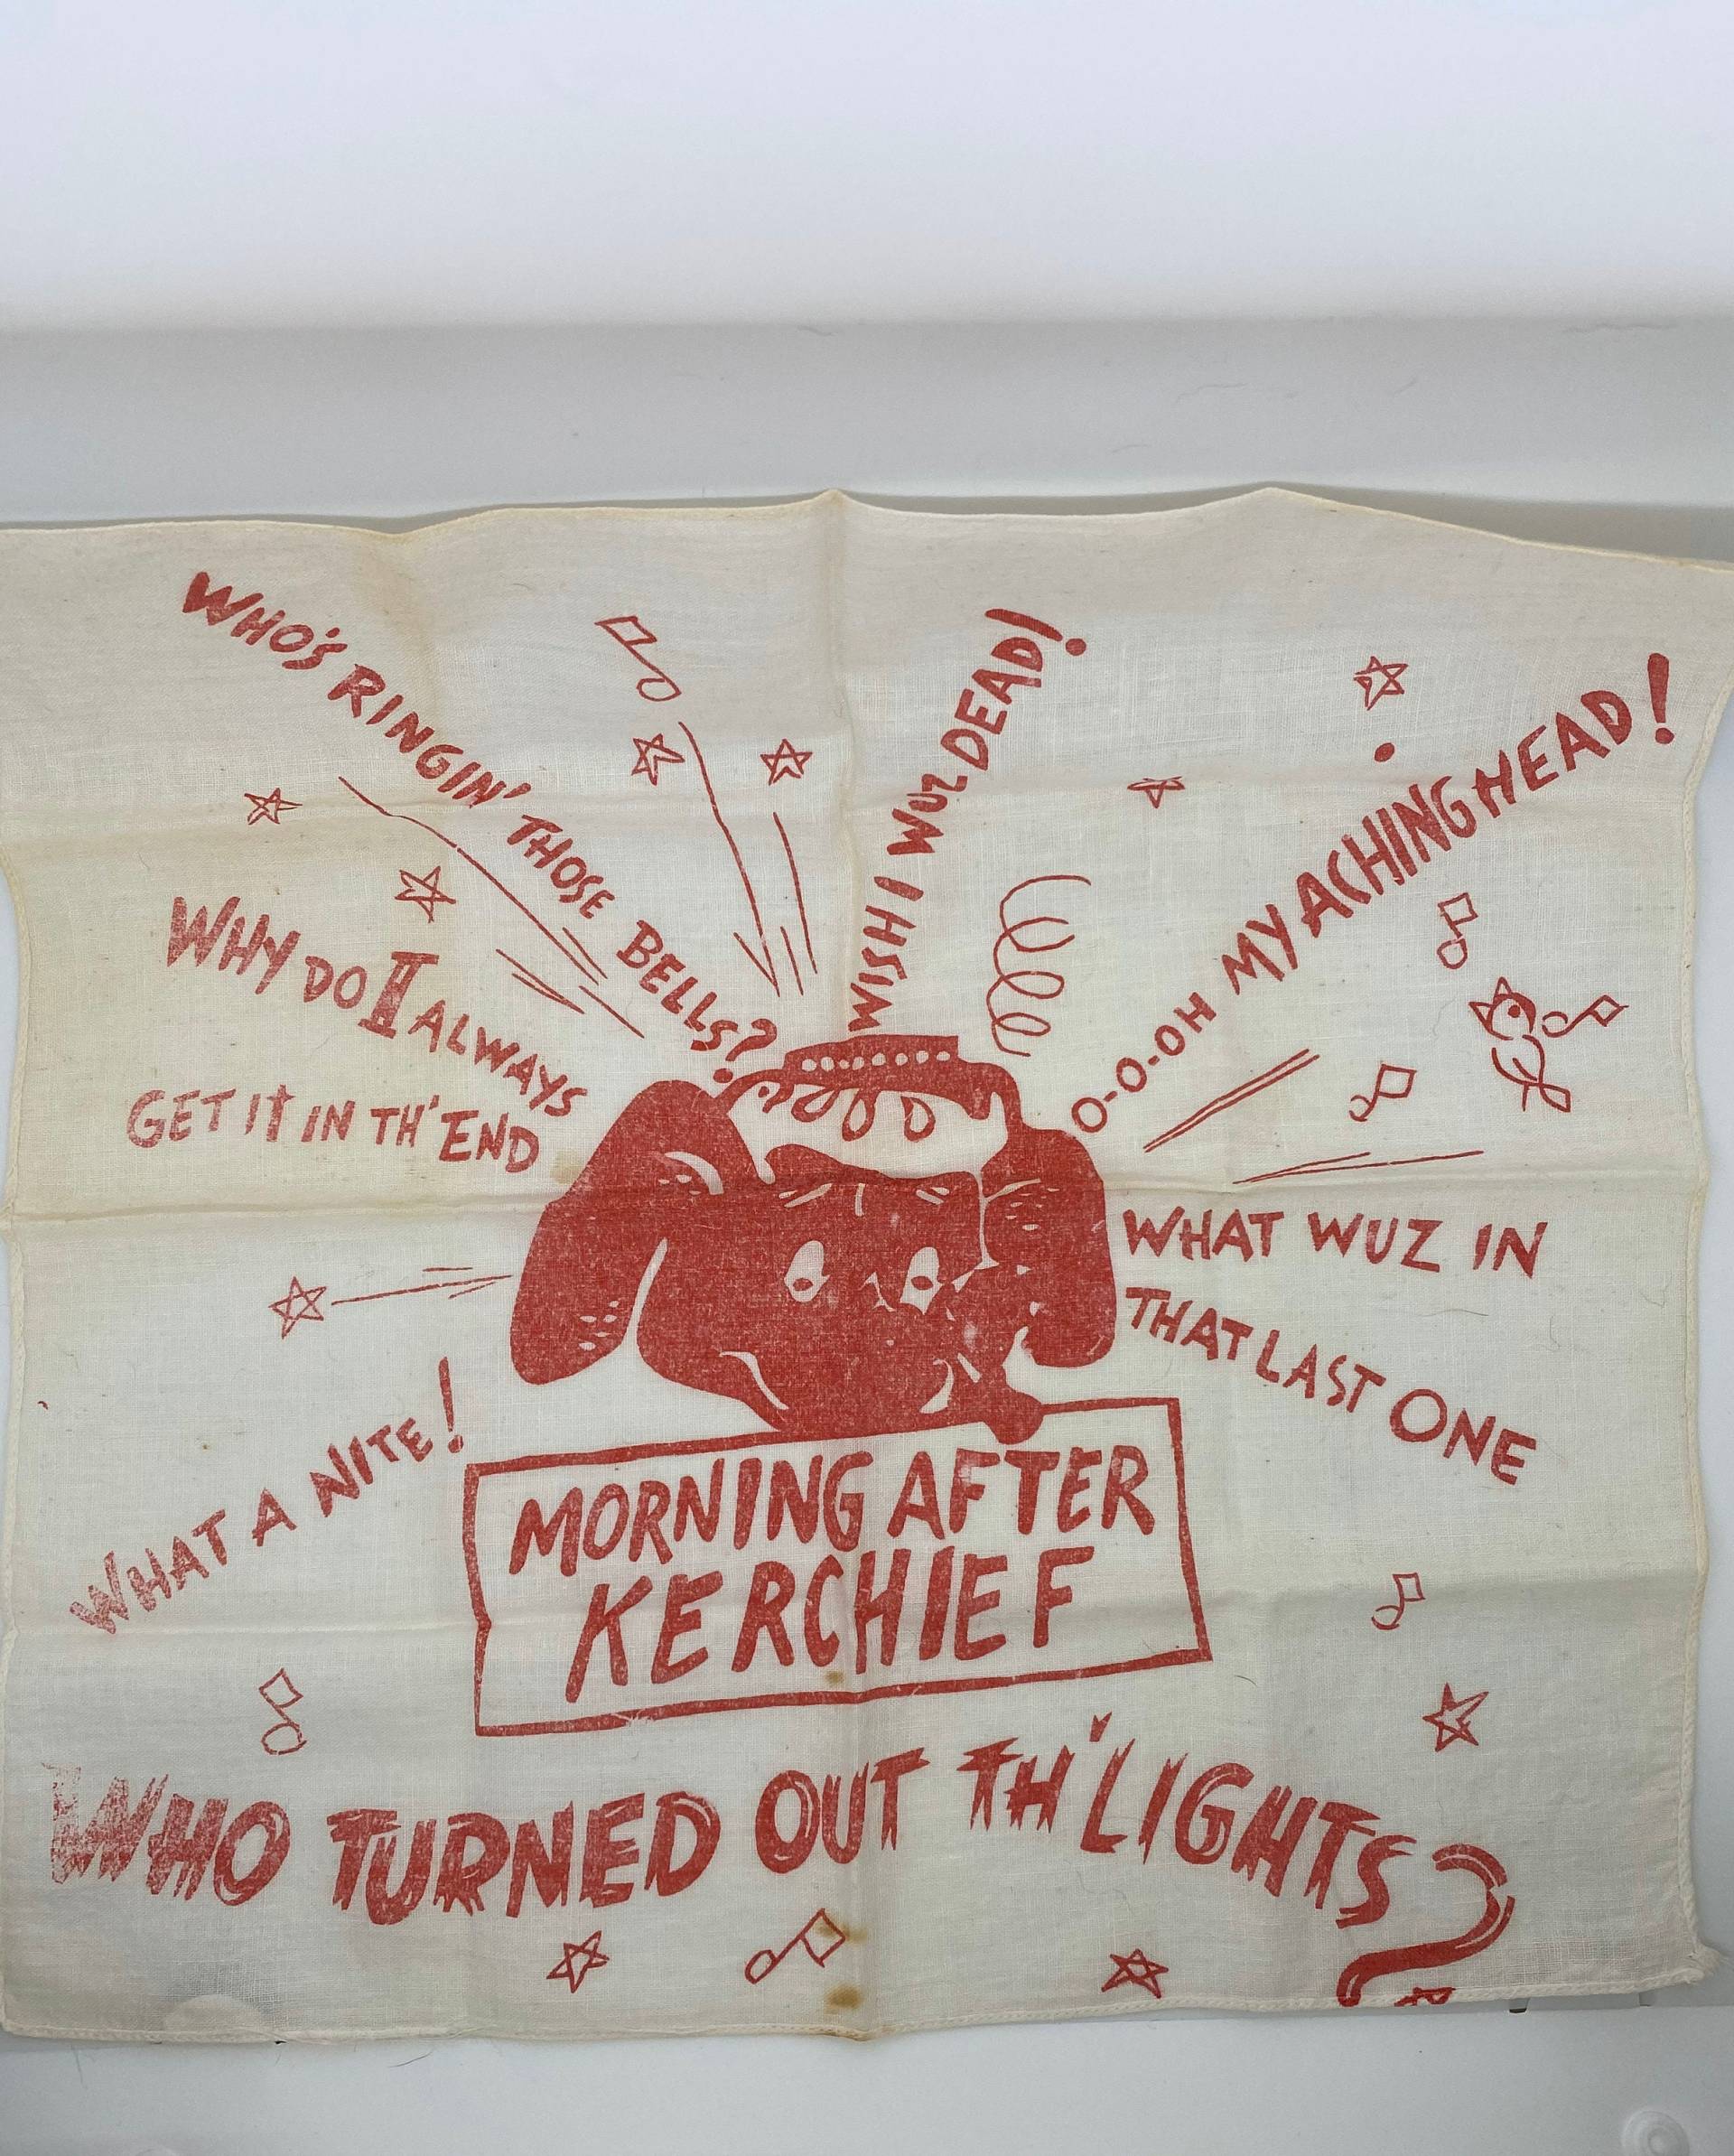 WHO'S RINGIN' THOSE BELLS?
WISH I WUZ DEAD!
O-O-OH MY ACHING HEAD!
WHY DO I ALWAYS
GET IT IN TH' END
WHAT WUZ IN
THAT LAST ONE
WHAT A NITE!
MORNING AFTER
KERCHIEF
WHO TURNED OUT TH' LIGHTS?